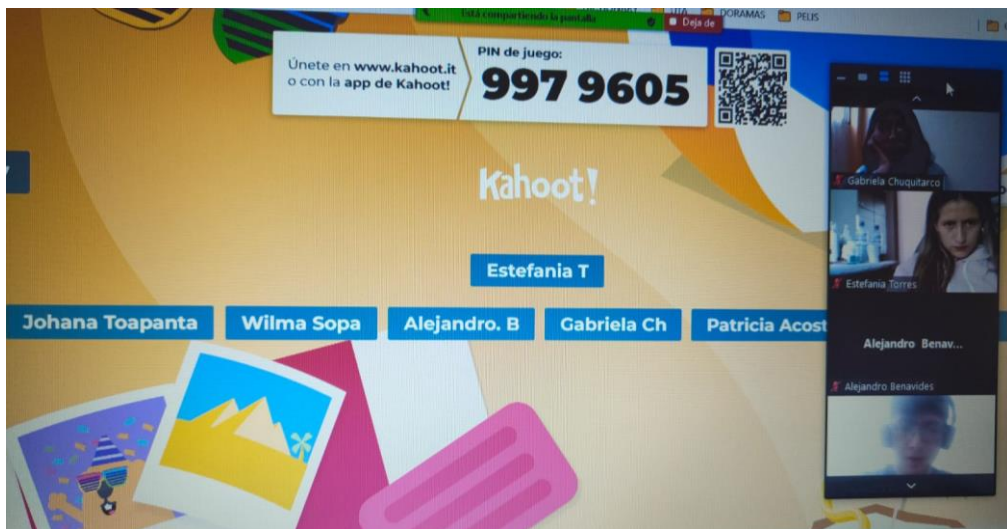 Está compartiendo la pantalla
Deja de
UTA
DORAMAS
PELIS
Únete en www.kahoot.it
o con la app de Kahoot!
PIN de juego:
997 9605
Kahoot!
Estefania T
Johana Toapanta
Wilma Sopa
Alejandro. B
Gabriela Ch
Patricia Acost
Gabriela Chuquitarco
Estefania Torres
Alejandro Benav...
Alejandro Benavides